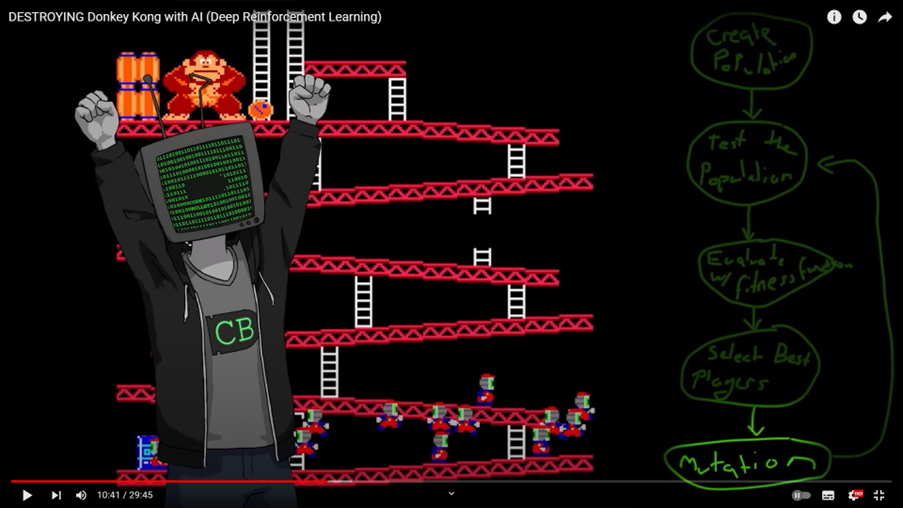 DESTROYING Donkey Kong with AI (Deep Reinforcement Learning)
Create
Population
Test the
Population
Evaluate
w/ fitness function
Select Best
Players
Mutation
CB
10:41 / 29:45
HD